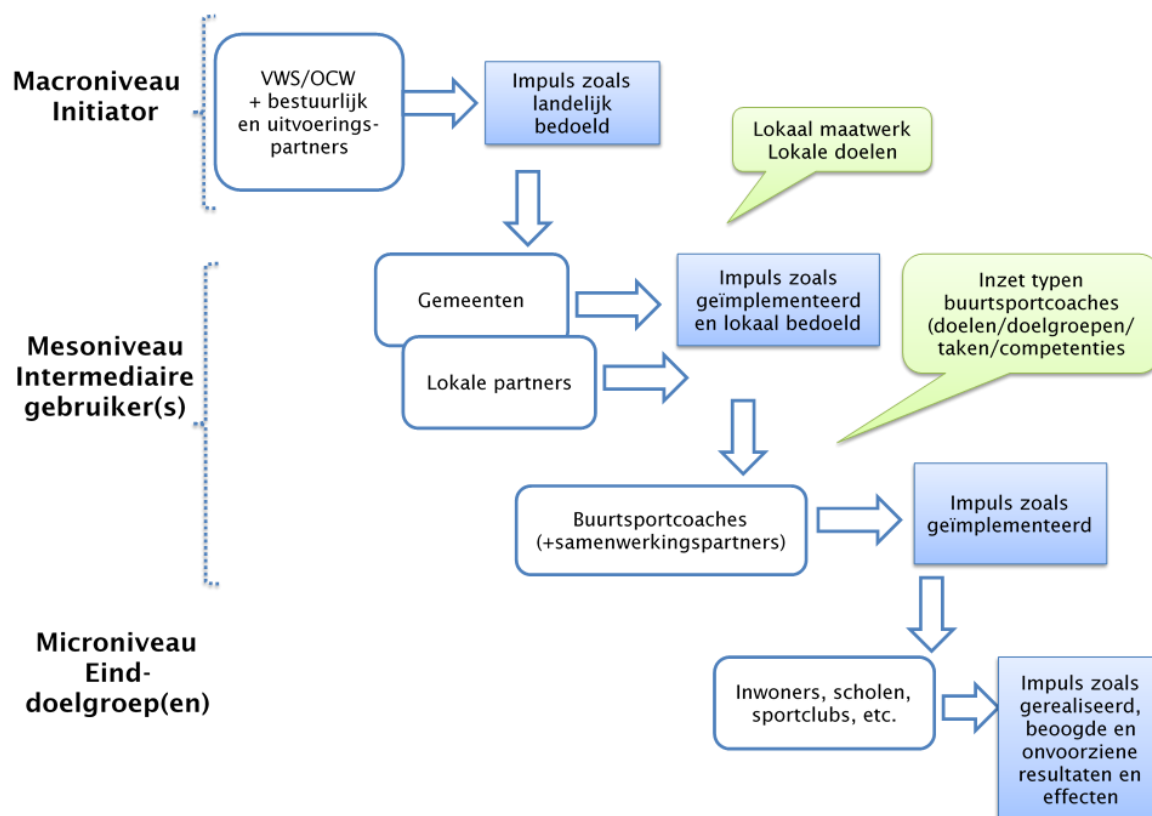 Macroniveau
Initiator
VWS/OCW
+ bestuurlijk
en uitvoerings-
partners
Impuls zoals
landelijk
bedoeld
Lokaal maatwerk
Lokale doelen
Mesoniveau
Intermediaire
gebruiker(s)
Gemeenten
Lokale partners
Impuls zoals
geïmplementeerd
en lokaal bedoeld
Inzet typen
buurtsportcoaches
(doelen/doelgroepen/
taken/competenties
Buurtsportcoaches
(+samenwerkingspartners)
Impuls zoals
geïmplementeerd
Microniveau
Eind-
doelgroep(en)
Inwoners, scholen,
sportclubs, etc.
Impuls zoals
gerealiseerd,
beoogde en
onvoorziene
resultaten en
effecten